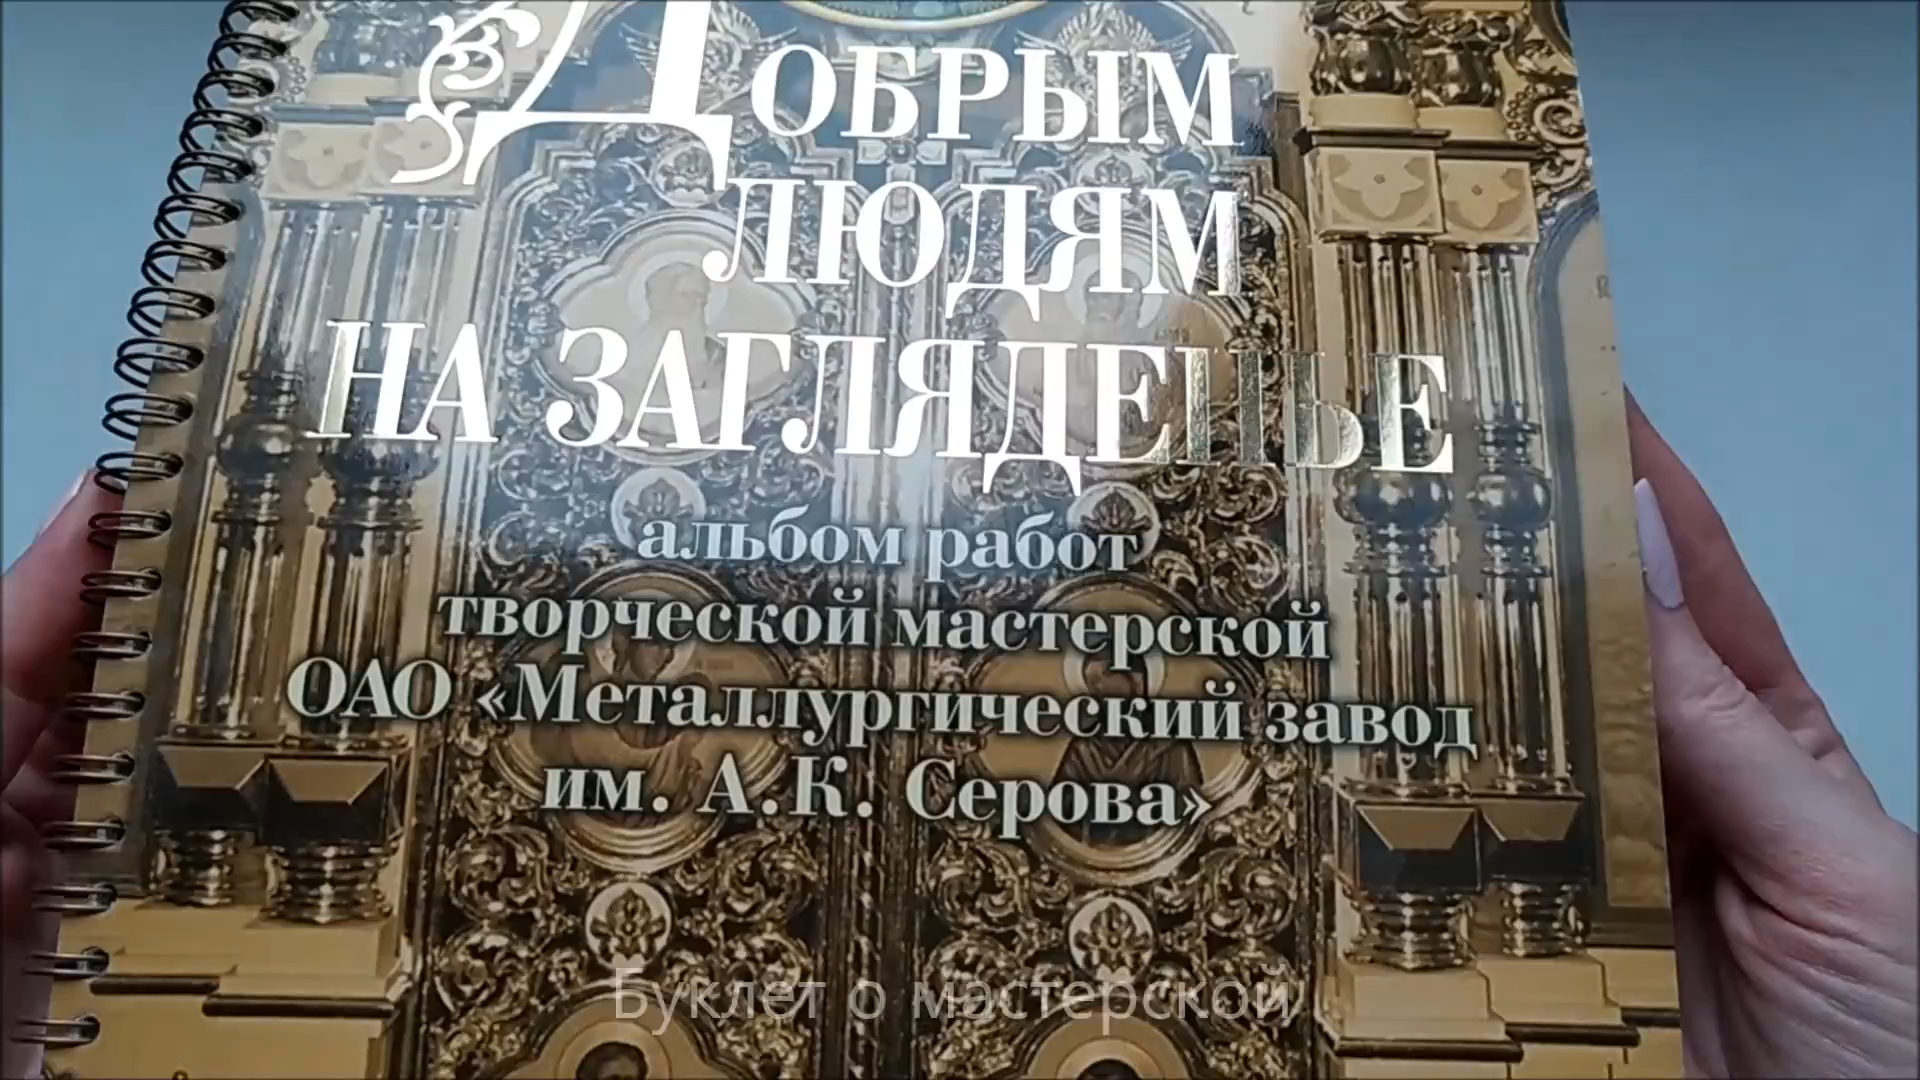 ДОБРЫМ
ЛЮДЯМ
НА ЗАГЛЯДЕНЬЕ
альбом работ
творческой мастерской
ОАО «Металлургический завод
им. А.К. Серова»
Буклет о мастерской